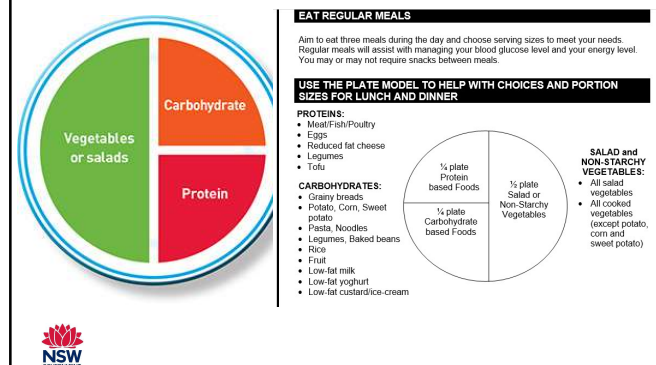 Vegetables
or salads
Carbohydrate
Protein
EAT REGULAR MEALS
Aim to eat three meals during the day and choose serving sizes to meet your needs.
Regular meals will assist with managing your blood glucose level and your energy level.
You may or may not require snacks between meals.
USE THE PLATE MODEL TO HELP WITH CHOICES AND PORTION
SIZES FOR LUNCH AND DINNER
PROTEINS:
• Meat/Fish/Poultry
• Eggs
• Reduced fat cheese
• Legumes
• Tofu
CARBOHYDRATES:
• Grainy breads
• Potato, Corn, Sweet
potato
• Pasta, Noodles
• Legumes, Baked beans
• Rice
• Fruit
• Low-fat milk
• Low-fat yoghurt
• Low-fat custard/ice-cream
¼ plate
Protein
based Foods
¼ plate
Carbohydrate
based Foods
½ plate
Salad or
Non-Starchy
Vegetables
SALAD and
NON-STARCHY
VEGETABLES:
• All salad
vegetables
• All cooked
vegetables
(except potato,
corn and
sweet potato)
NSW